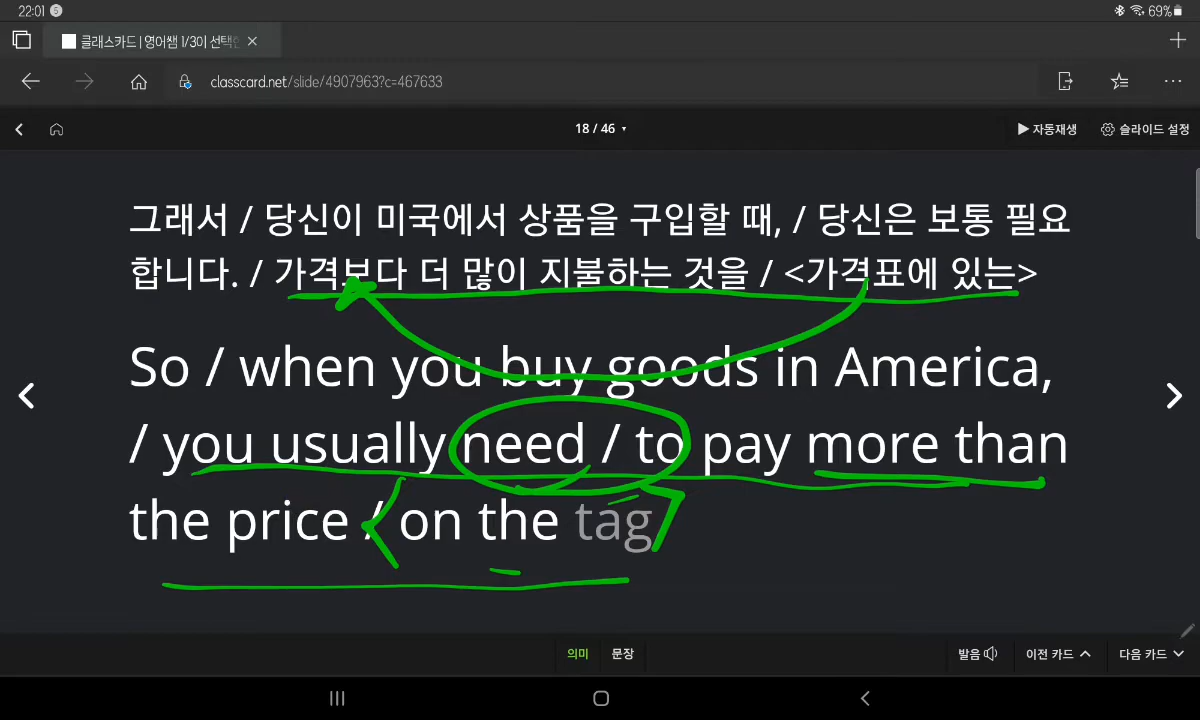 22:01 6 69%
클래스카드 | 영어쌤 1/3이 선택한
classcard.net/slide/4907963?c=467633
18 / 46 자동재생 슬라이드 설정
그래서 / 당신이 미국에서 상품을 구입할 때, / 당신은 보통 필요
합니다. / 가격보다 더 많이 지불하는 것을 / <가격표에 있는>
So / when you buy goods in America,
/ you usually need / to pay more than
the price / on the tag
의미 문장 발음 이전 카드 다음 카드